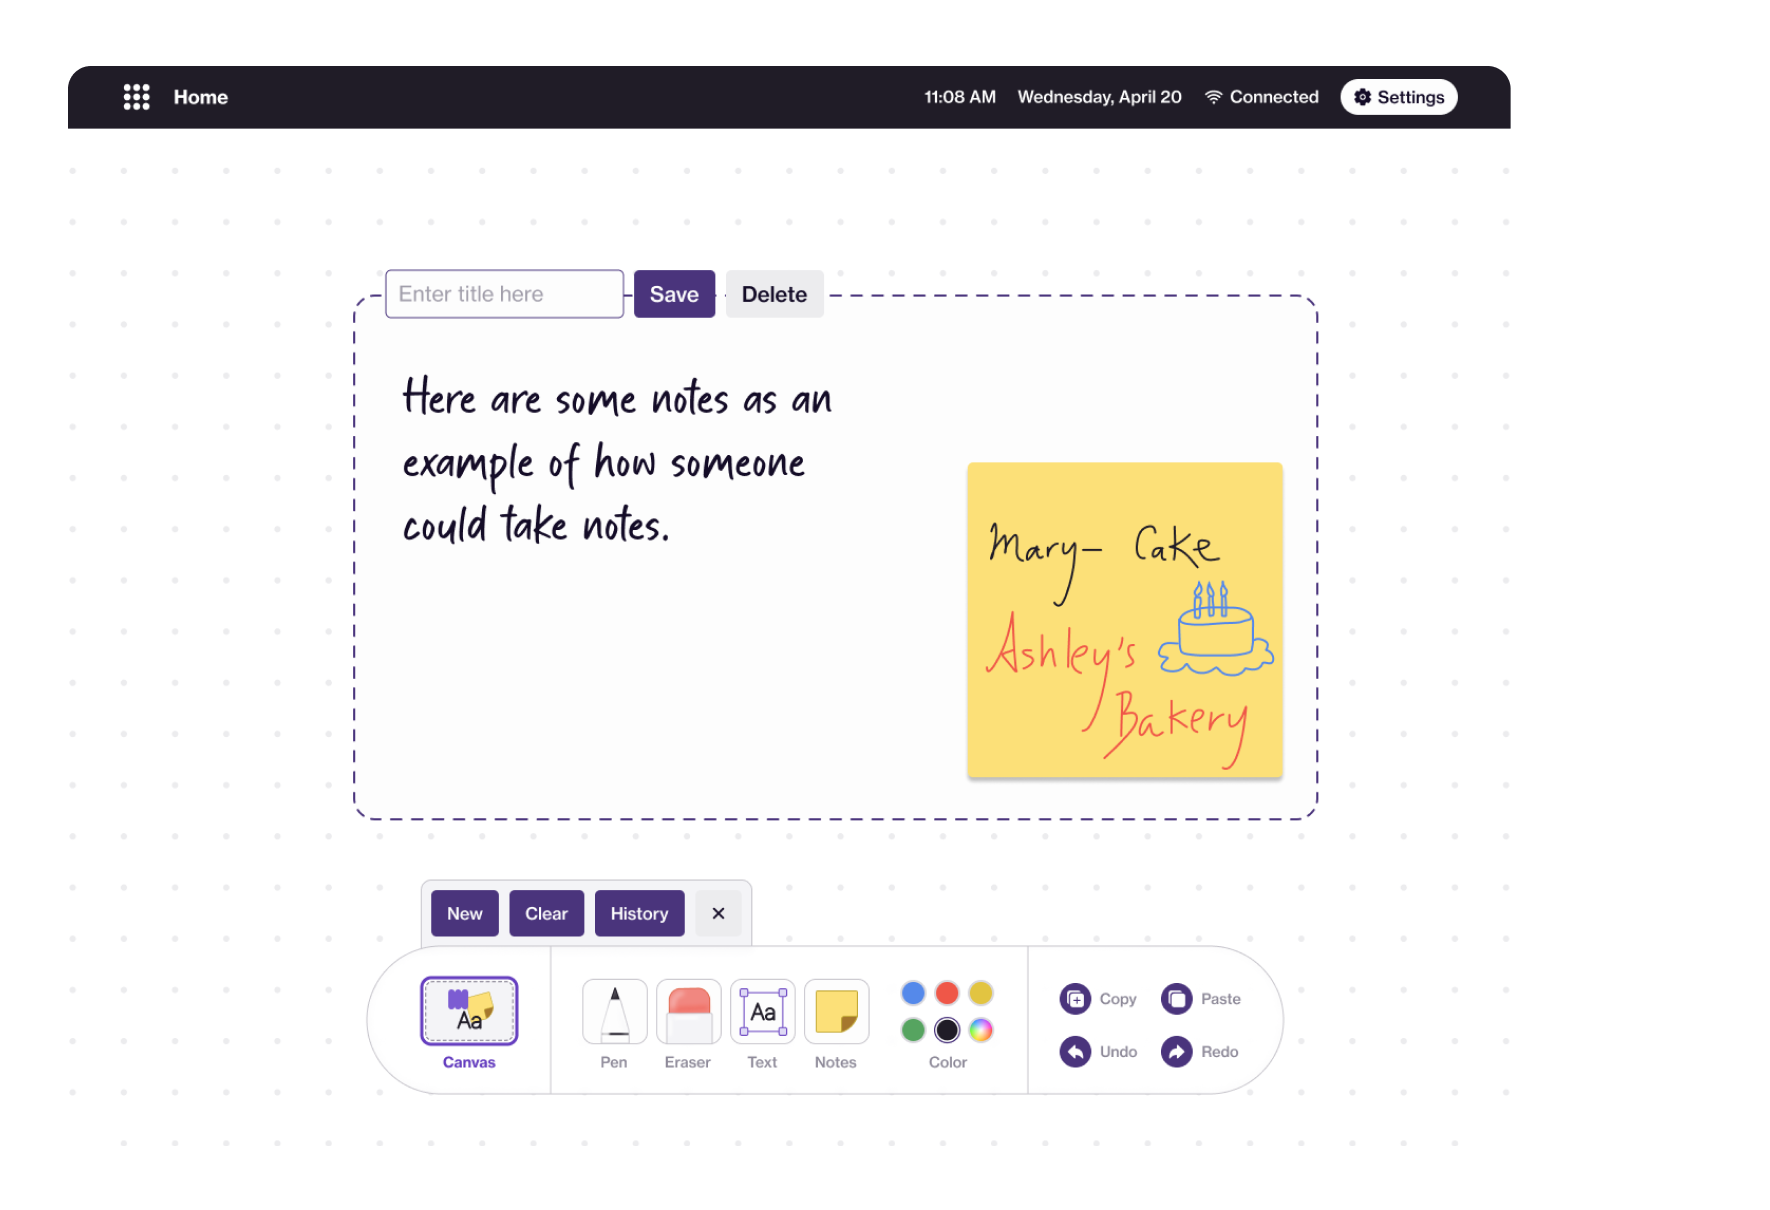 Home
11:08 AM Wednesday, April 20 Connected Settings
Enter title here Save Delete
Here are some notes as an
example of how someone
could take notes.
Mary- Cake
Ashley's
Bakery
New Clear History ×
Aa Aa
Canvas Pen Eraser Text Notes Color
Copy Paste
Undo Redo